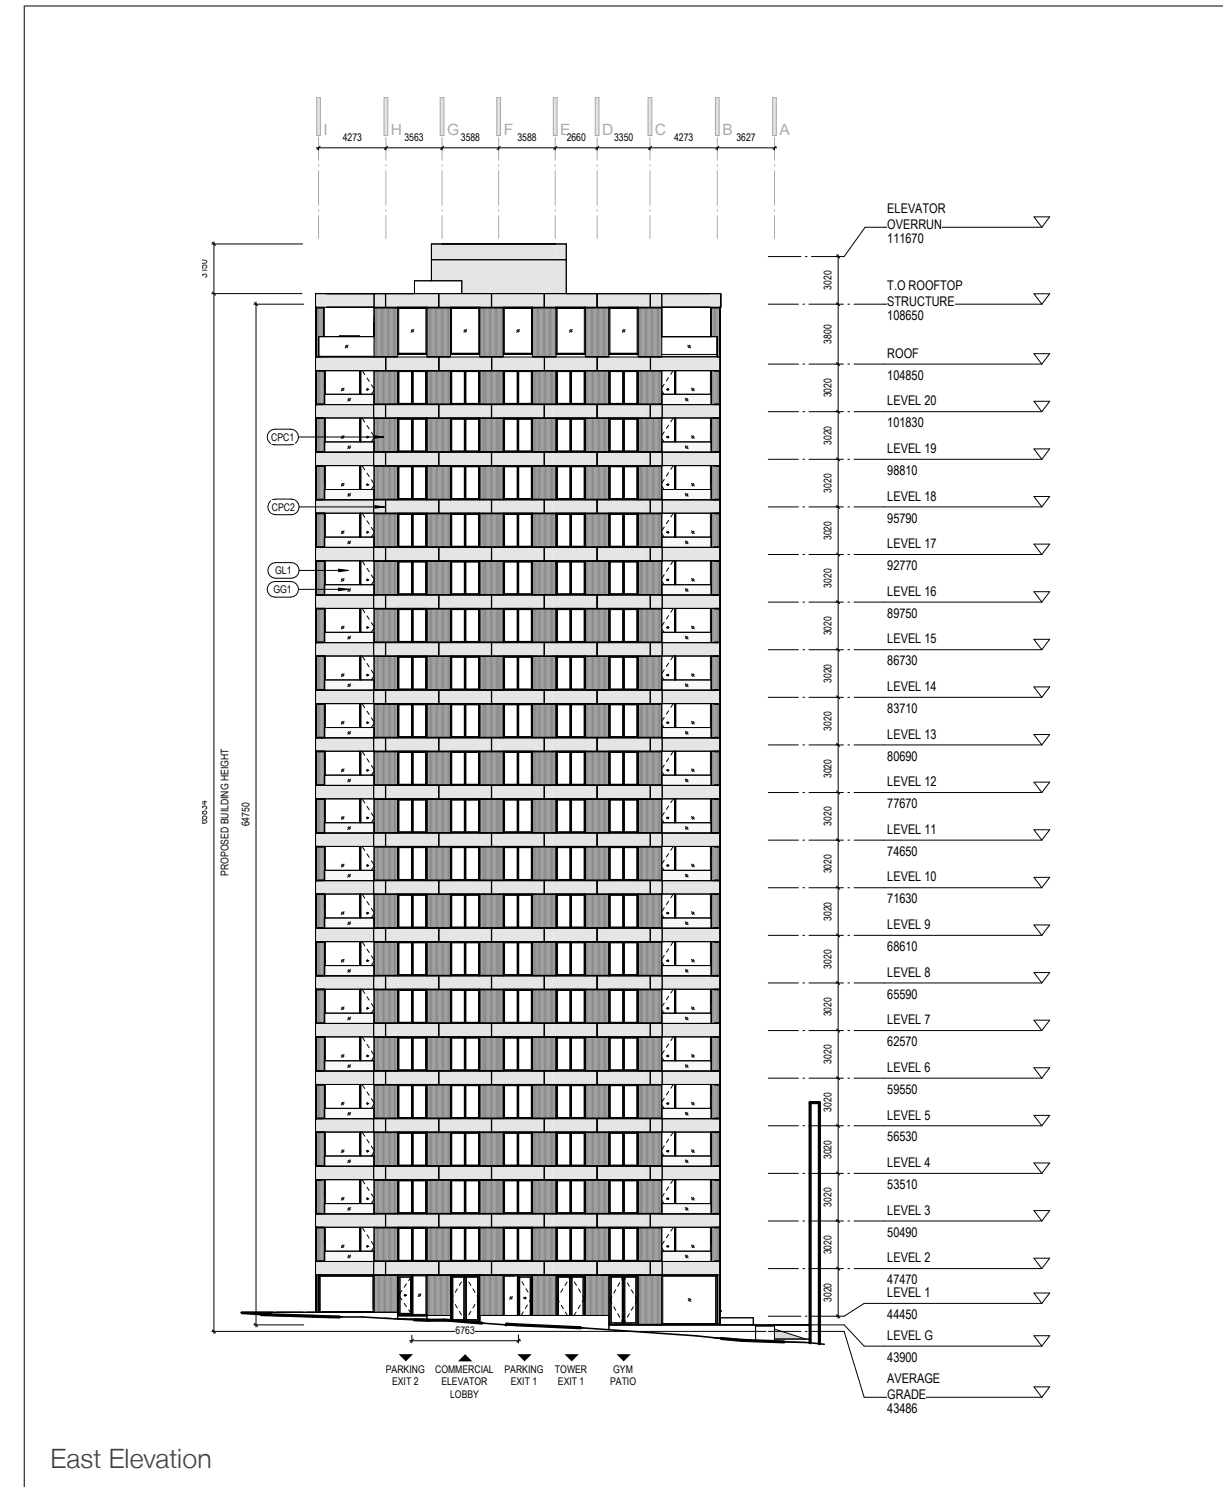 I H G F E D C B A
4273 3563 3588 3588 2660 3350 4273 3627
ELEVATOR
OVERRUN
111670
3020
T.O ROOFTOP
STRUCTURE
108650
3800
ROOF
104850
3020
LEVEL 20
101830
3020
LEVEL 19
98810
3020
LEVEL 18
95790
3020
LEVEL 17
92770
3020
LEVEL 16
89750
3020
LEVEL 15
86730
3020
LEVEL 14
83710
3020
LEVEL 13
80690
3020
LEVEL 12
77670
3020
LEVEL 11
74650
3020
LEVEL 10
71630
3020
LEVEL 9
68610
3020
LEVEL 8
65590
3020
LEVEL 7
62570
3020
LEVEL 6
59550
3020
LEVEL 5
56530
3020
LEVEL 4
53510
3020
LEVEL 3
50490
3020
LEVEL 2
47470
3020
LEVEL 1
44450
LEVEL G
43900
AVERAGE
GRADE
43486
CPC1
CPC2
GL1
GG1
PROPOSED BUILDING HEIGHT
64750
6763
PARKING
EXIT 2
COMMERCIAL
ELEVATOR
LOBBY
PARKING
EXIT 1
TOWER
EXIT 1
GYM
PATIO
East Elevation